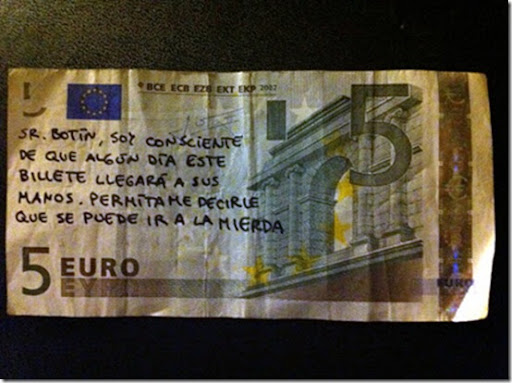 © BCE ECB EZB EKT EKP 2002
5
SR. BOTÍN, SOY CONSCIENTE
DE QUE ALGÚN DÍA ESTE
BILLETE LLEGARÁ A SUS
MANOS. PERMÍTAME DECIRLE
QUE SE PUEDE IR A LA MIERDA
5 EURO
ΕΥΡΩ